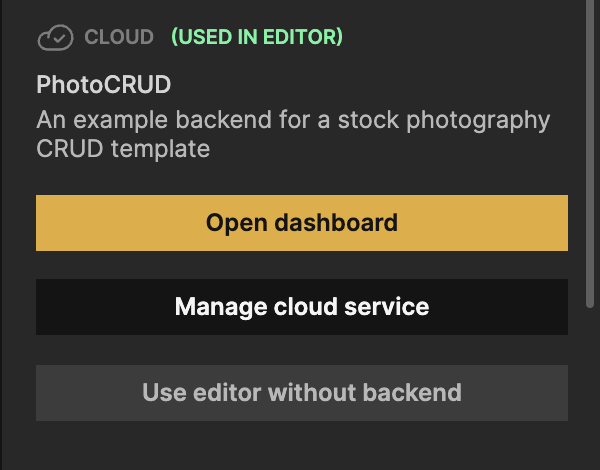 CLOUD (USED IN EDITOR)
PhotoCRUD
An example backend for a stock photography
CRUD template
Open dashboard
Manage cloud service
Use editor without backend